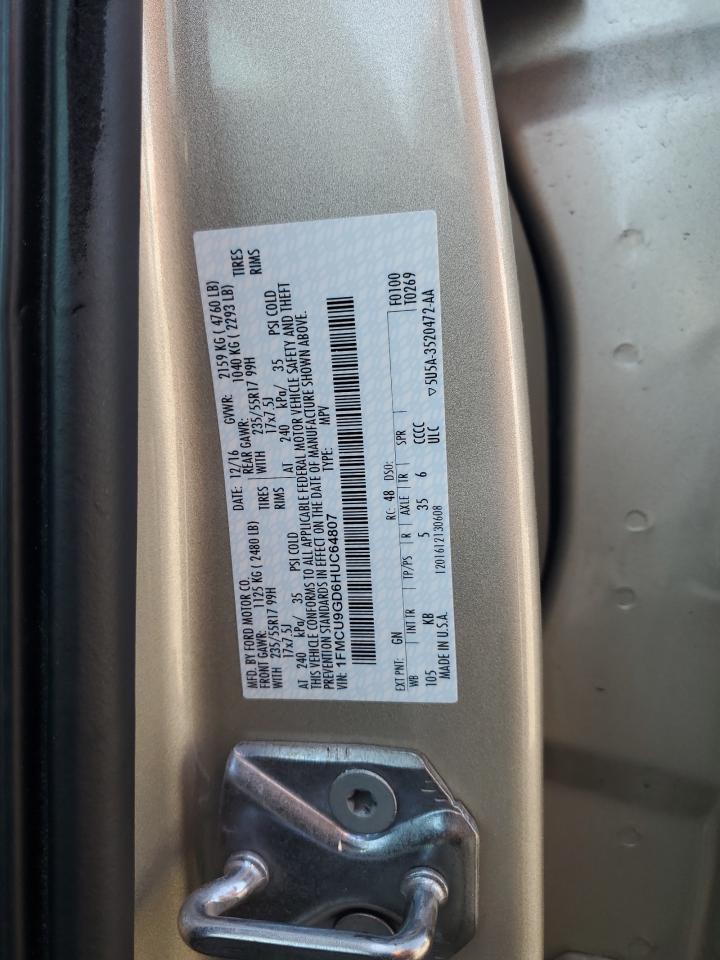 MFD. BY FORD MOTOR CO. DATE: 12/16 GVWR: 2159 KG ( 4760 LB)
FRONT GAWR: 1125 KG ( 2480 LB) REAR GAWR: 1040 KG ( 2293 LB)
WITH 235/55R17 99H TIRES WITH 235/55R17 99H TIRES
17x7.5J RIMS 17x7.5J RIMS
AT 240 kPa/ 35 PSI COLD AT 240 kPa/ 35 PSI COLD
THIS VEHICLE CONFORMS TO ALL APPLICABLE FEDERAL MOTOR VEHICLE SAFETY AND THEFT
PREVENTION STANDARDS IN EFFECT ON THE DATE OF MANUFACTURE SHOWN ABOVE.
VIN: 1FMCU9GD6HUC64807 TYPE: MPV
F0100
T0269
EXT PNT: GN RC: 48 DSO:
WB INT TR TP/PS R AXLE TR SPR
105 KB 5 35 6 CCCC
MADE IN U.S.A. 1201612130608 ULC ▽5U5A-3520472-AA